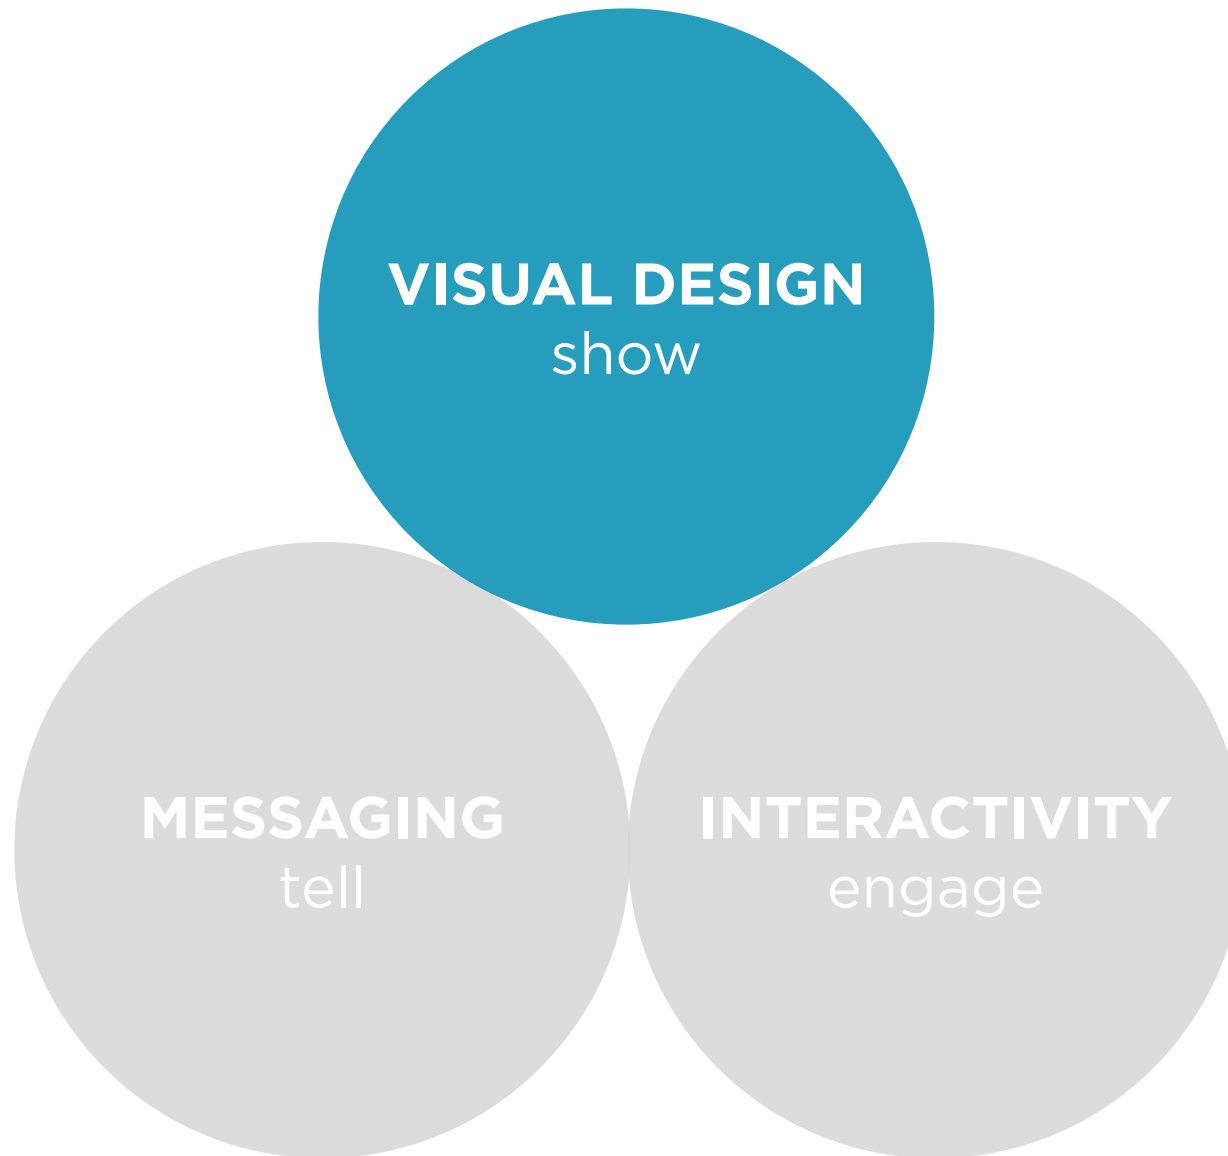 VISUAL DESIGN
show
MESSAGING
tell
INTERACTIVITY
engage